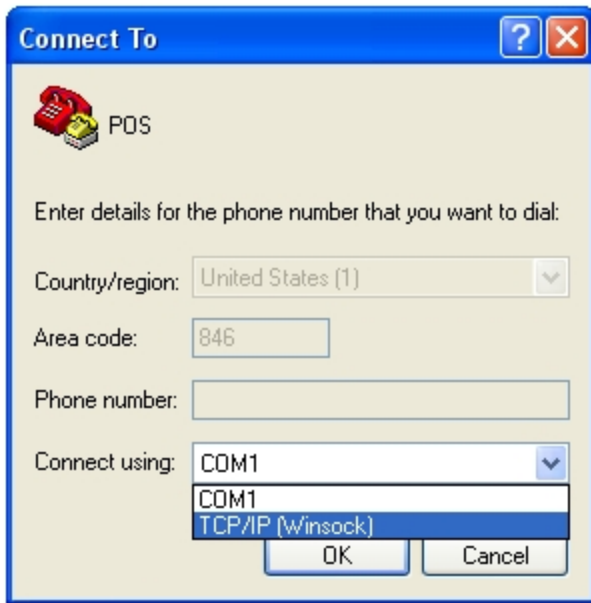 Connect To
POS
Enter details for the phone number that you want to dial:
Country/region: United States (1)
Area code: 846
Phone number:
Connect using: COM1
COM1
TCP/IP (Winsock)
OK Cancel